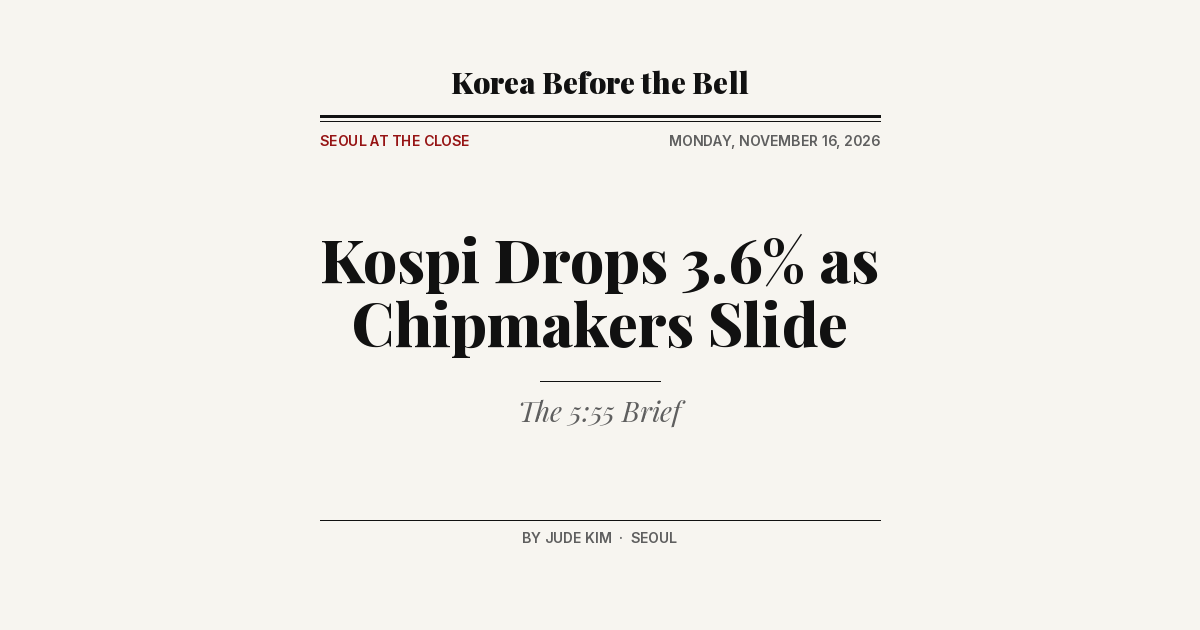 Korea Before the Bell
SEOUL AT THE CLOSE
MONDAY, NOVEMBER 16, 2026
Kospi Drops 3.6% as
Chipmakers Slide
The 5:55 Brief
BY JUDE KIM · SEOUL